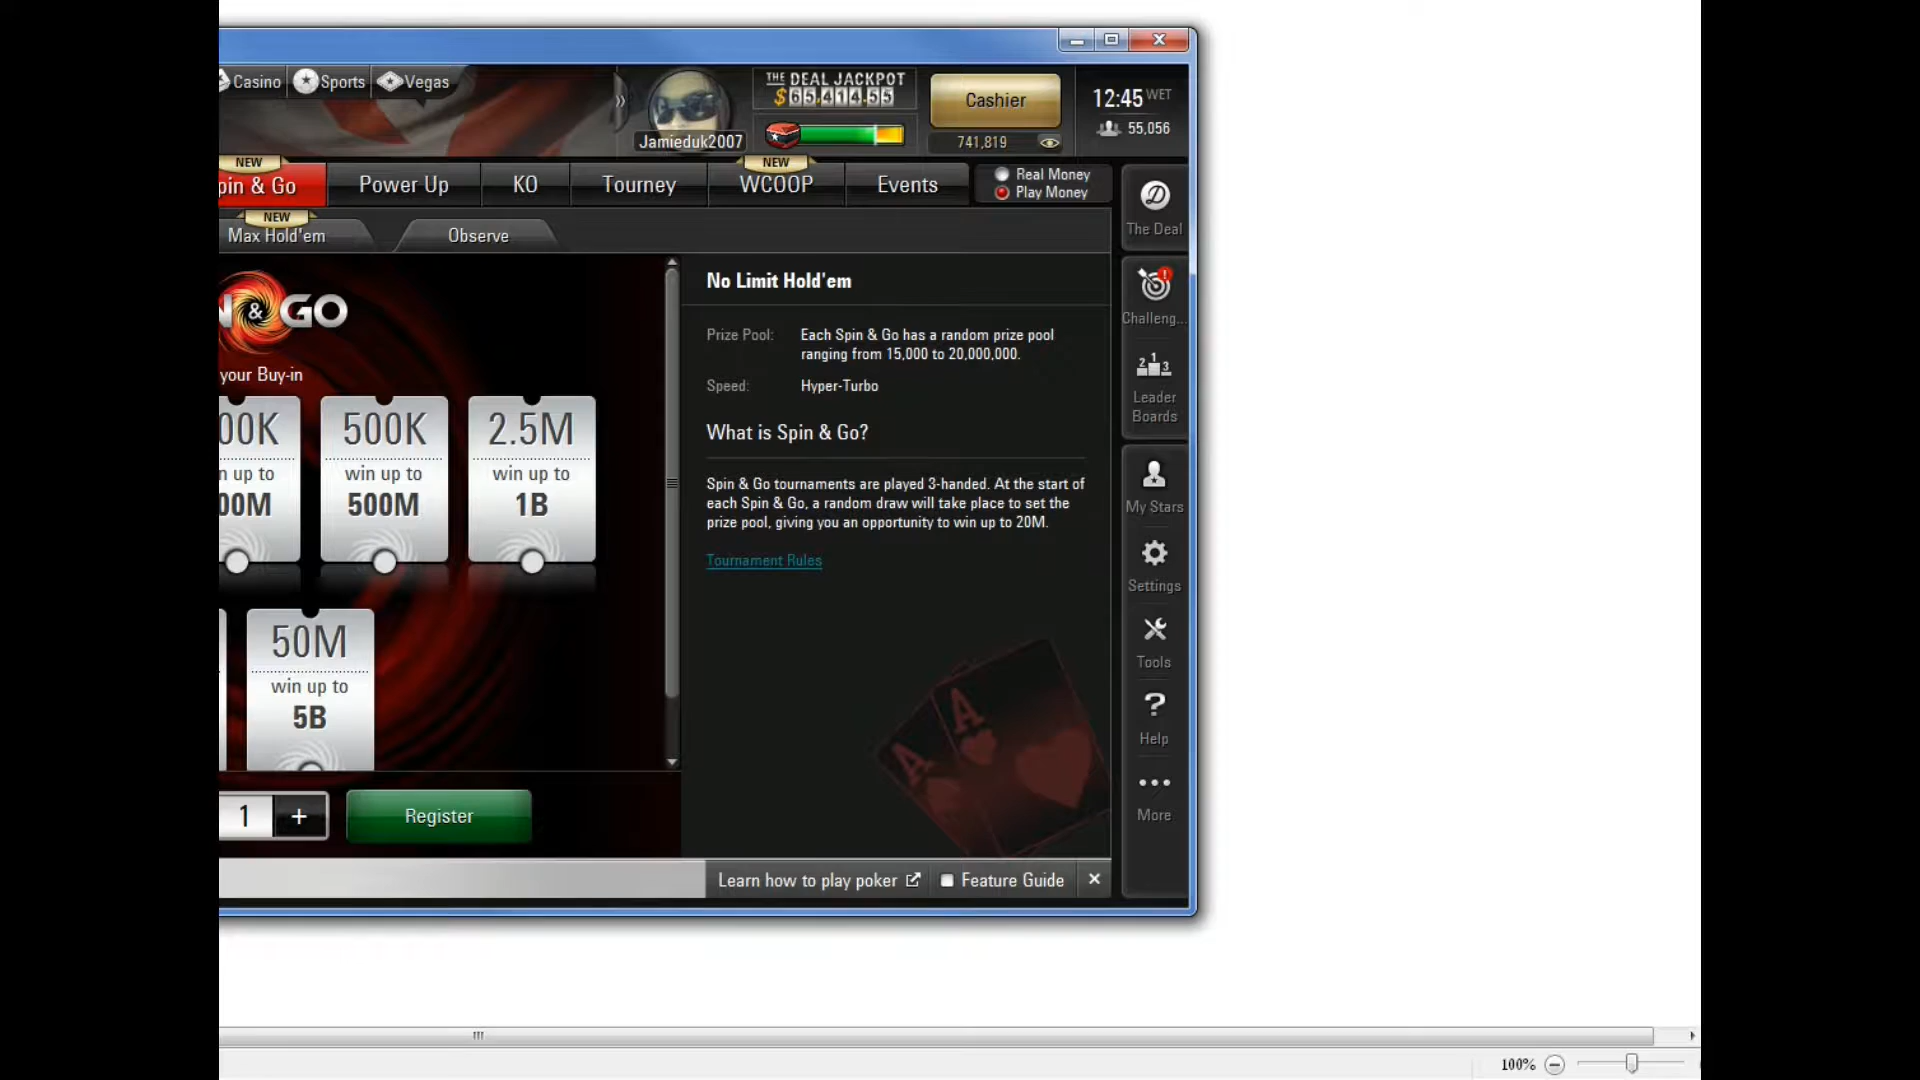 Casino
Sports
Vegas
»
Jamieduk2007
THE DEAL JACKPOT
$65,414.55
Cashier
741,819
12:45 WET
55,056
NEW
pin & Go
Power Up
KO
Tourney
NEW
WCOOP
Events
Real Money
Play Money
NEW
Max Hold'em
Observe
The Deal
Challeng...
Leader
Boards
My Stars
Settings
Tools
Help
More
N & GO
your Buy-in
00K
n up to
00M
500K
win up to
500M
2.5M
win up to
1B
50M
win up to
5B
1
+
Register
No Limit Hold'em
Prize Pool: Each Spin & Go has a random prize pool
ranging from 15,000 to 20,000,000.
Speed: Hyper-Turbo
What is Spin & Go?
Spin & Go tournaments are played 3-handed. At the start of
each Spin & Go, a random draw will take place to set the
prize pool, giving you an opportunity to win up to 20M.
Tournament Rules
A
A
Learn how to play poker
Feature Guide
100%